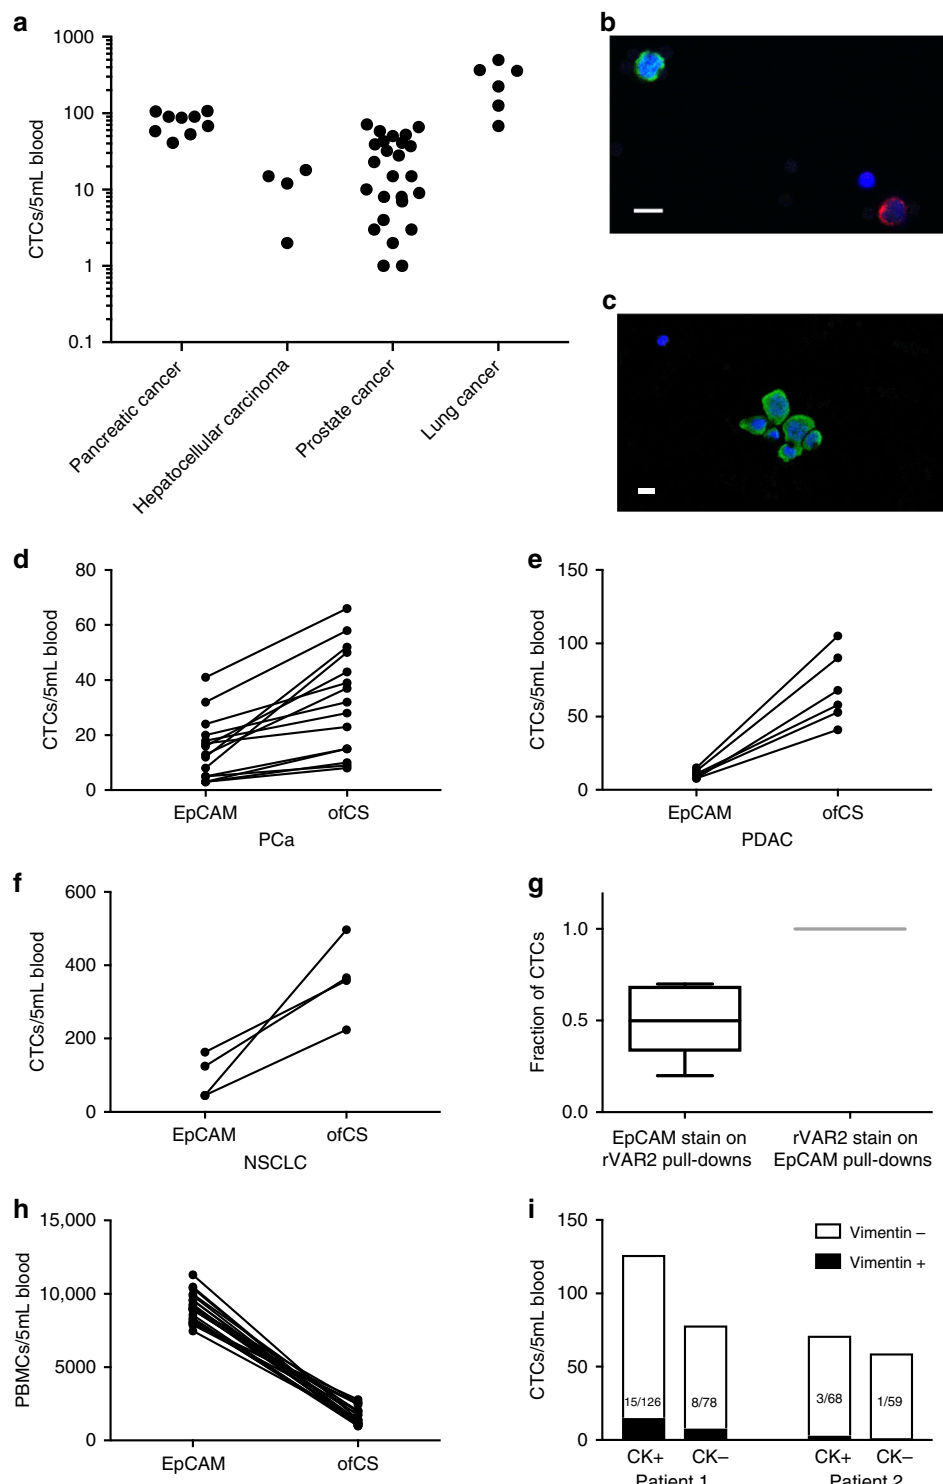 a
1000
100
10
1
0.1
CTCs/5mL blood
Pancreatic cancer
Hepatocellular carcinoma
Prostate cancer
Lung cancer
b
c
d
80
60
40
20
0
CTCs/5mL blood
EpCAM
ofCS
PCa
e
150
100
50
0
CTCs/5mL blood
EpCAM
ofCS
PDAC
f
600
400
200
0
CTCs/5mL blood
EpCAM
ofCS
NSCLC
g
1.0
0.5
0.0
Fraction of CTCs
EpCAM stain on
rVAR2 pull-downs
rVAR2 stain on
EpCAM pull-downs
h
15,000
10,000
5000
0
PBMCs/5mL blood
EpCAM
ofCS
i
150
100
50
0
CTCs/5mL blood
Vimentin –
Vimentin +
15/126
8/78
3/68
1/59
CK+
CK–
CK+
CK–
Patient 1
Patient 2